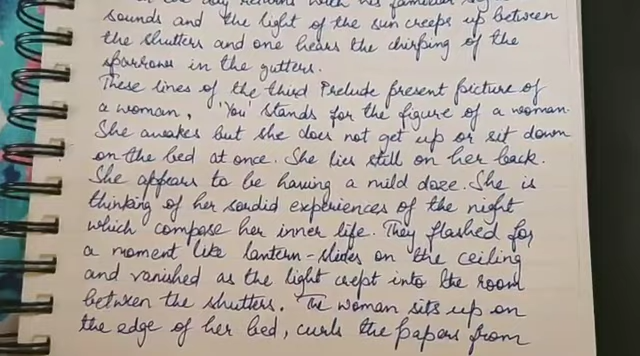 sounds and the light of the sun creeps up between
the shutters and one hears the chirping of the
sparrows in the gutters.
These lines of the third Prelude present picture of
a woman. 'You' stands for the figure of a woman.
She awakes but she does not get up or sit down
on the bed at once. She lies still on her back.
She appears to be having a mild doze. She is
thinking of her sordid experiences of the night
which compose her inner life. They flashed for
a moment like lantern-slides on the ceiling
and vanished as the light crept into the room
between the shutters. The woman sits up on
the edge of her bed, curls the papers from